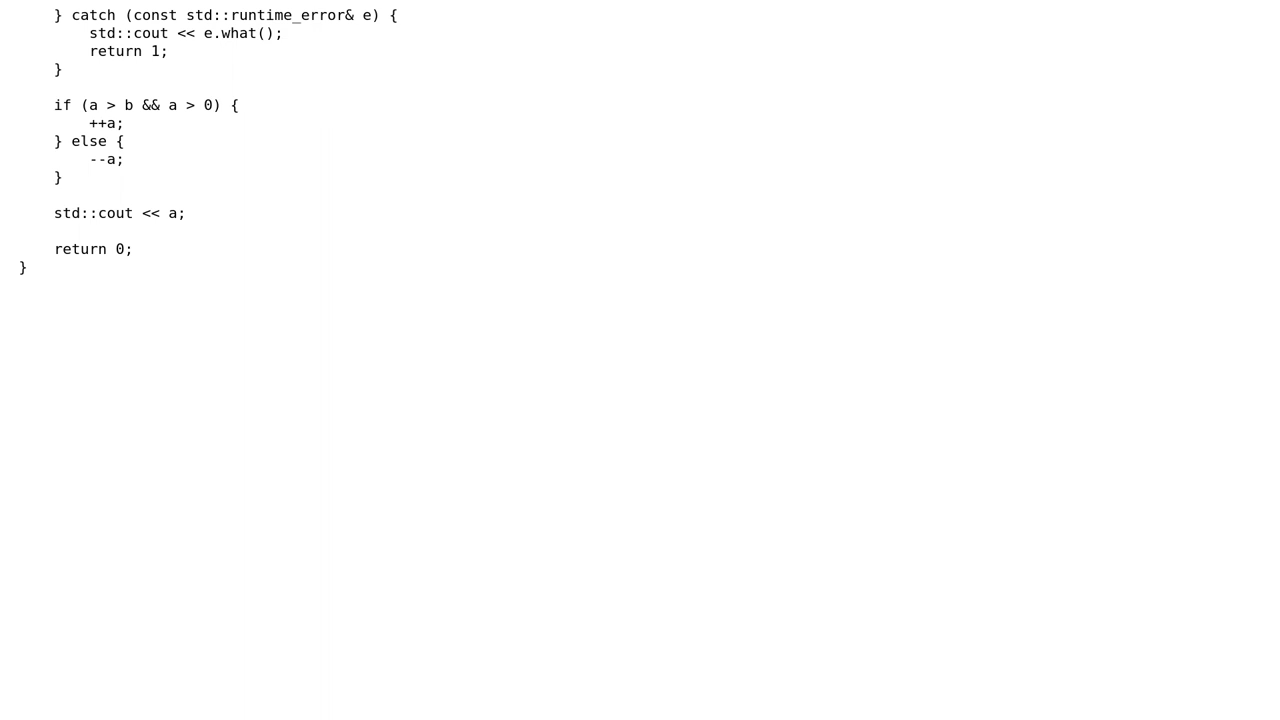 } catch (const std::runtime_error& e) {
        std::cout << e.what();
        return 1;
    }

    if (a > b && a > 0) {
        ++a;
    } else {
        --a;
    }

    std::cout << a;

    return 0;
}